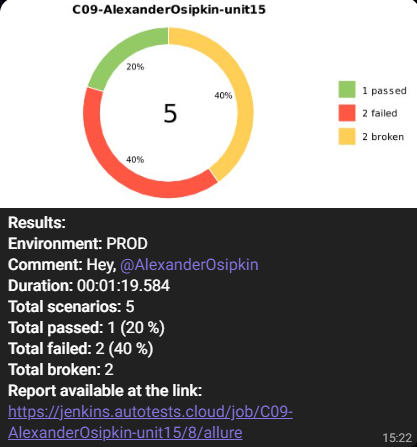 C09-AlexanderOsipkin-unit15
20%
40%
5
40%
1 passed
2 failed
2 broken
Results:
Environment: PROD
Comment: Hey, @AlexanderOsipkin
Duration: 00:01:19.584
Total scenarios: 5
Total passed: 1 (20 %)
Total failed: 2 (40 %)
Total broken: 2
Report available at the link:
https://jenkins.autotests.cloud/job/C09-
AlexanderOsipkin-unit15/8/allure
15:22